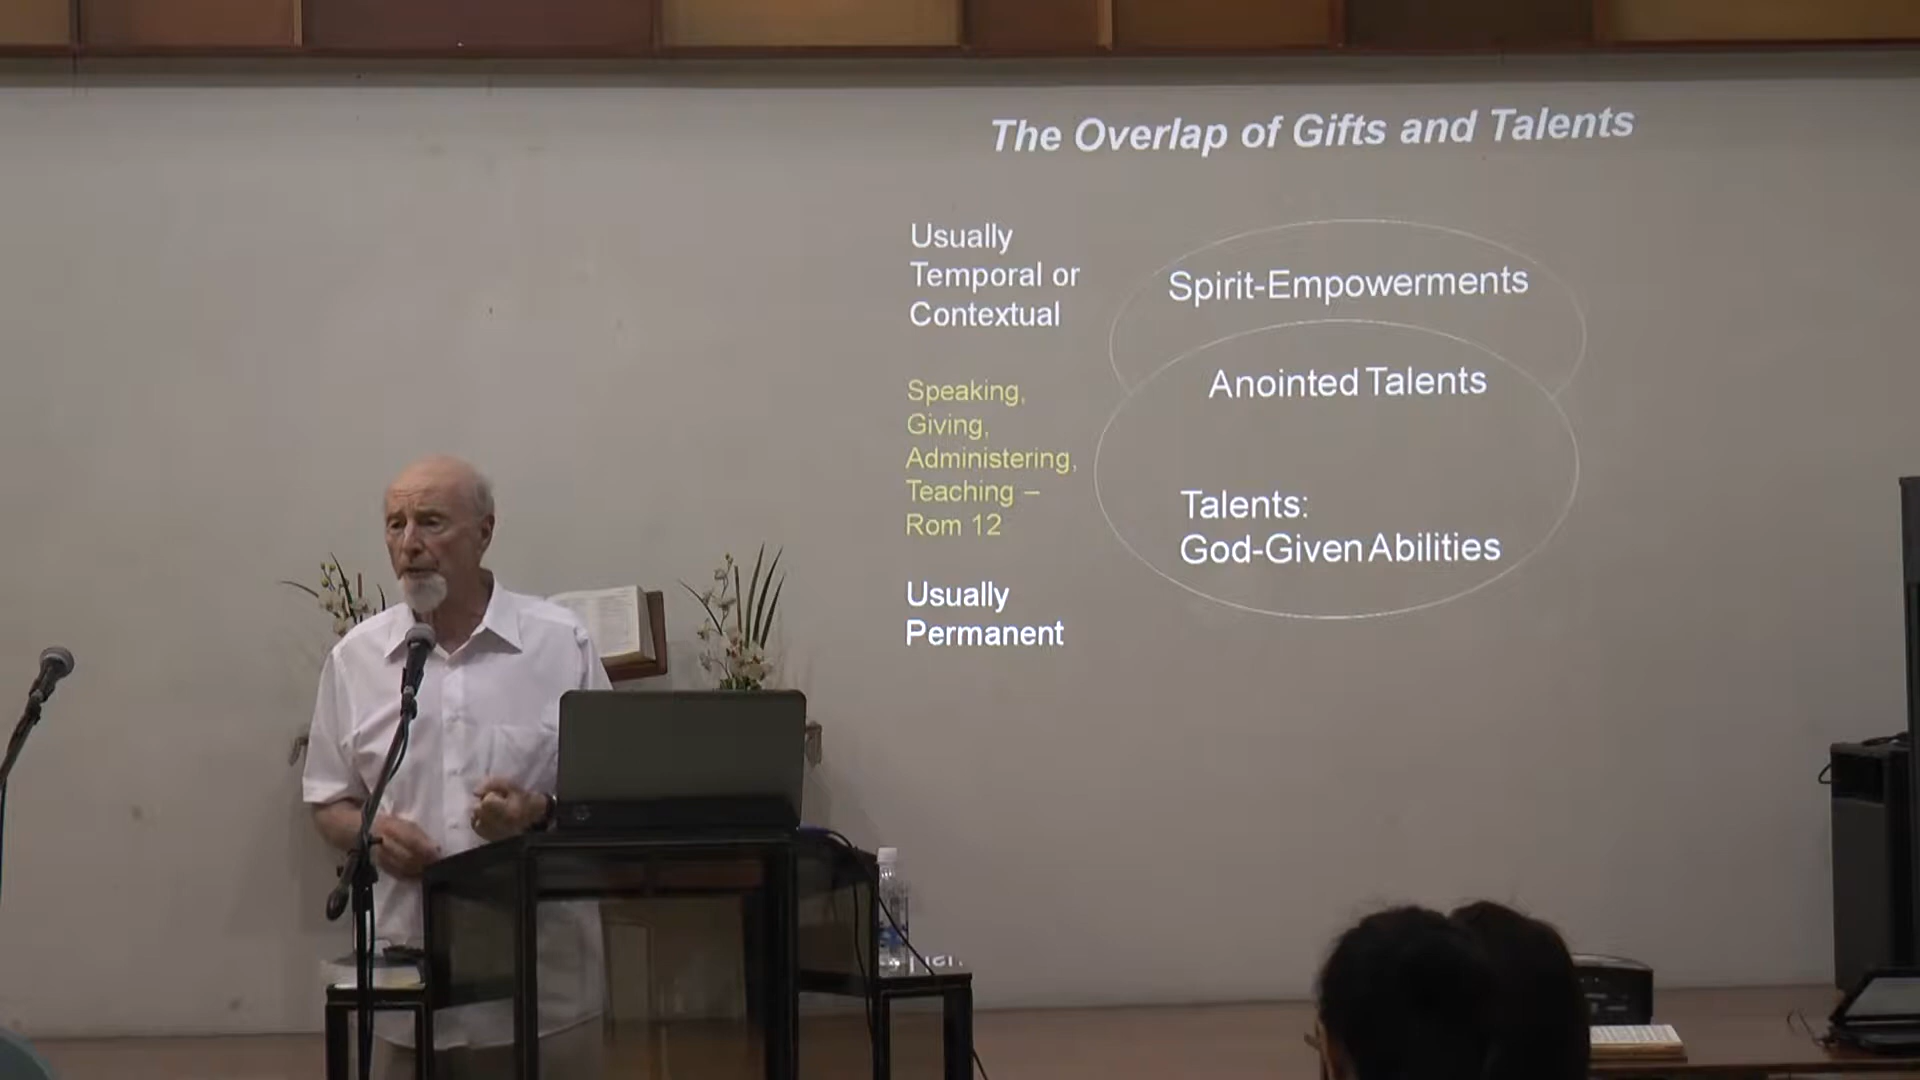 The Overlap of Gifts and Talents
Usually
Temporal or
Contextual
Spirit-Empowerments
Anointed Talents
Speaking,
Giving,
Administering,
Teaching –
Rom 12
Talents:
God-Given Abilities
Usually
Permanent